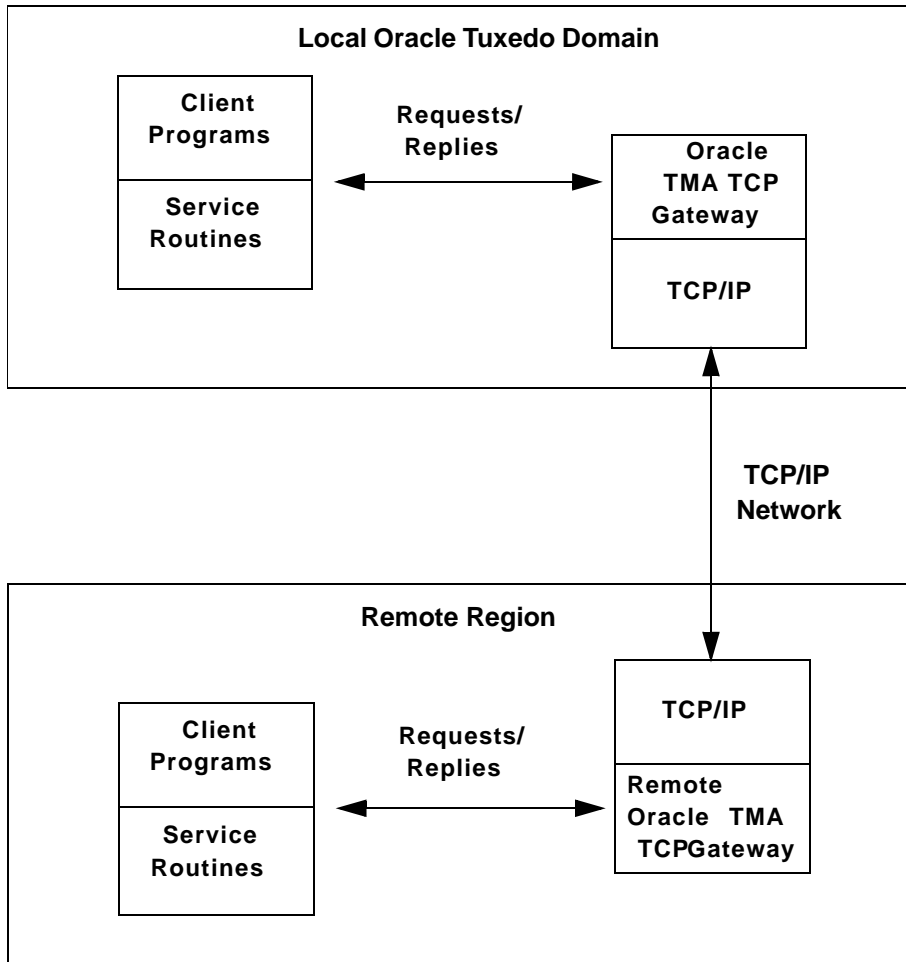 Local Oracle Tuxedo Domain
Client
Programs
Service
Routines
Requests/
Replies
Oracle
TMA TCP
Gateway
TCP/IP
TCP/IP
Network
Remote Region
Client
Programs
Service
Routines
Requests/
Replies
TCP/IP
Remote
Oracle TMA
TCPGateway